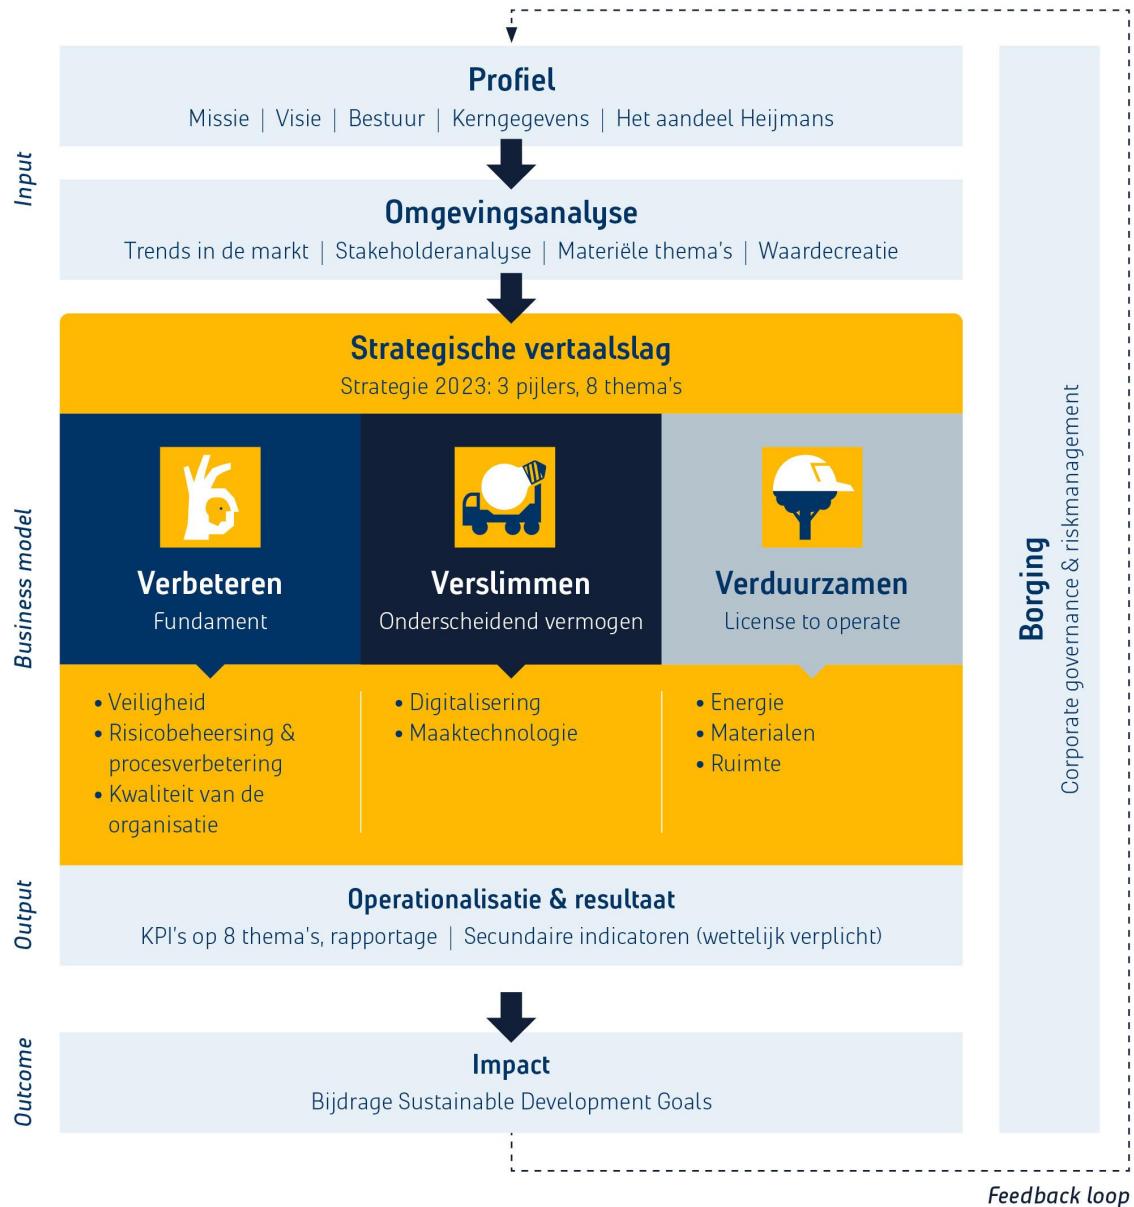 Profiel
Missie | Visie | Bestuur | Kerngegevens | Het aandeel Heijmans
Input
Omgevingsanalyse
Trends in de markt | Stakeholderanalyse | Materiële thema's | Waardecreatie
Strategische vertaalslag
Strategie 2023: 3 pijlers, 8 thema's
Business model
Verbeteren
Fundament
Verslimmen
Onderscheidend vermogen
Verduurzamen
License to operate
• Veiligheid
• Risicobeheersing &
procesverbetering
• Kwaliteit van de
organisatie
• Digitalisering
• Maaktechnologie
• Energie
• Materialen
• Ruimte
Output
Operationalisatie & resultaat
KPI's op 8 thema's, rapportage | Secundaire indicatoren (wettelijk verplicht)
Outcome
Impact
Bijdrage Sustainable Development Goals
Borging
Corporate governance & riskmanagement
Feedback loop